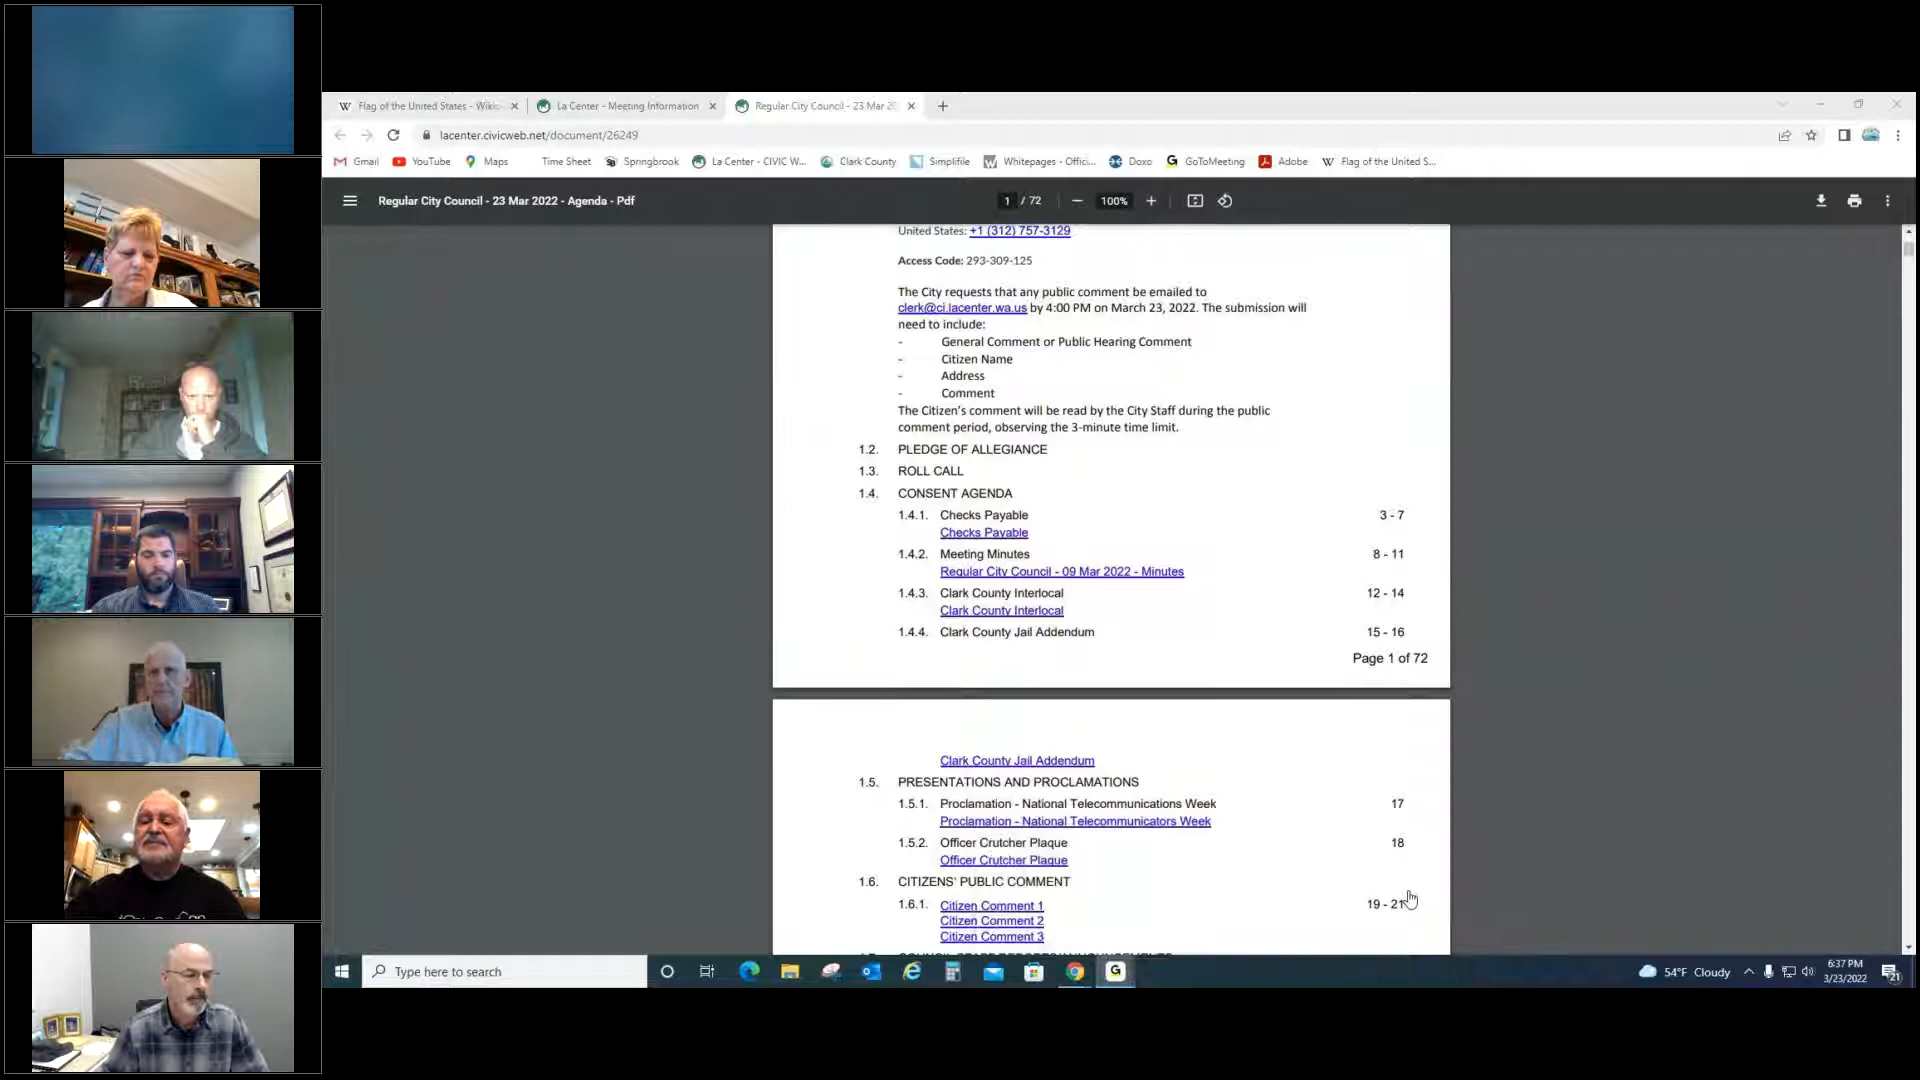 Flag of the United States - Wiki
La Center - Meeting Information
Regular City Council - 23 Mar 2
lacenter.civicweb.net/document/26249
Gmail YouTube Maps Time Sheet Springbrook La Center - CIVIC W... Clark County Simplifile Whitepages - Offici... Doxo GoToMeeting Adobe Flag of the United S...
Regular City Council - 23 Mar 2022 - Agenda - Pdf
1 / 72
100%
United States: +1 (312) 757-3129
Access Code: 293-309-125
The City requests that any public comment be emailed to
clerk@ci.lacenter.wa.us by 4:00 PM on March 23, 2022. The submission will
need to include:
- General Comment or Public Hearing Comment
- Citizen Name
- Address
- Comment
The Citizen's comment will be read by the City Staff during the public
comment period, observing the 3-minute time limit.
1.2. PLEDGE OF ALLEGIANCE
1.3. ROLL CALL
1.4. CONSENT AGENDA
1.4.1. Checks Payable 3 - 7
Checks Payable
1.4.2. Meeting Minutes 8 - 11
Regular City Council - 09 Mar 2022 - Minutes
1.4.3. Clark County Interlocal 12 - 14
Clark County Interlocal
1.4.4. Clark County Jail Addendum 15 - 16
Page 1 of 72
Clark County Jail Addendum
1.5. PRESENTATIONS AND PROCLAMATIONS
1.5.1. Proclamation - National Telecommunications Week 17
Proclamation - National Telecommunicators Week
1.5.2. Officer Crutcher Plaque 18
Officer Crutcher Plaque
1.6. CITIZENS' PUBLIC COMMENT
1.6.1. Citizen Comment 1 19 - 21
Citizen Comment 2
Citizen Comment 3
Type here to search
54°F Cloudy
6:37 PM
3/23/2022
21